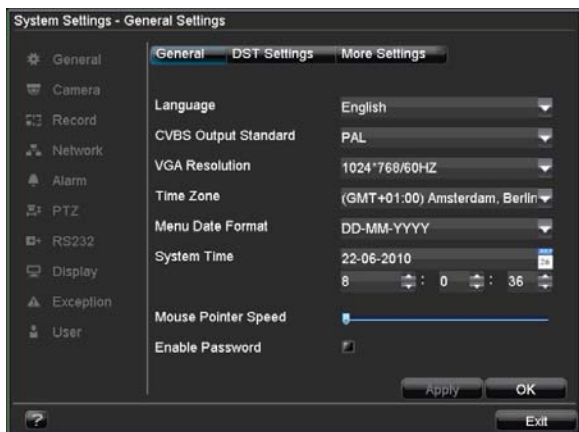 System Settings - General Settings
General
Camera
Record
Network
Alarm
PTZ
RS232
Display
Exception
User
General DST Settings More Settings
Language English
CVBS Output Standard PAL
VGA Resolution 1024*768/60HZ
Time Zone (GMT+01:00) Amsterdam, Berlin
Menu Date Format DD-MM-YYYY
System Time 22-06-2010
8 : 0 : 36
Mouse Pointer Speed
Enable Password
Apply OK
? Exit